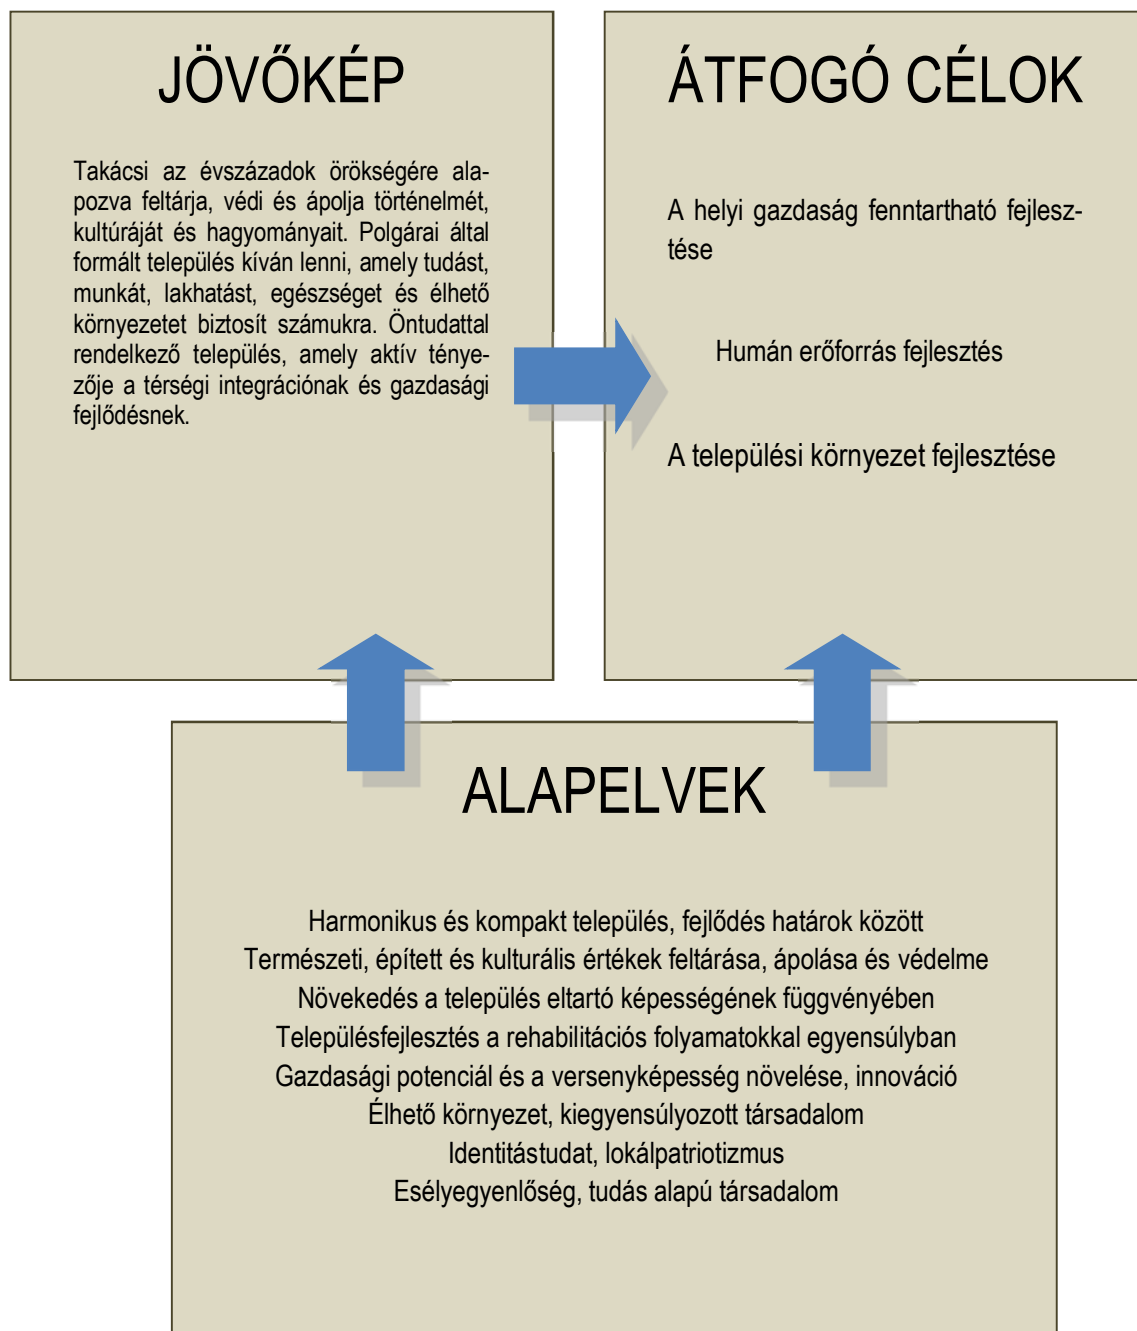 JÖVŐKÉP
Takácsi az évszázadok örökségére ala-
pozva feltárja, védi és ápolja történelmét,
kultúráját és hagyományait. Polgárai által
formált település kíván lenni, amely tudást,
munkát, lakhatást, egészséget és élhető
környezetet biztosít számukra. Öntudattal
rendelkező település, amely aktív ténye-
zője a térségi integrációnak és gazdasági
fejlődésnek.
ÁTFOGÓ CÉLOK
A helyi gazdaság fenntartható fejlesz-
tése
Humán erőforrás fejlesztés
A települési környezet fejlesztése
ALAPELVEK
Harmonikus és kompakt település, fejlődés határok között
Természeti, épített és kulturális értékek feltárása, ápolása és védelme
Növekedés a település eltartó képességének függvényében
Településfejlesztés a rehabilitációs folyamatokkal egyensúlyban
Gazdasági potenciál és a versenyképesség növelése, innováció
Élhető környezet, kiegyensúlyozott társadalom
Identitástudat, lokálpatriotizmus
Esélyegyenlőség, tudás alapú társadalom